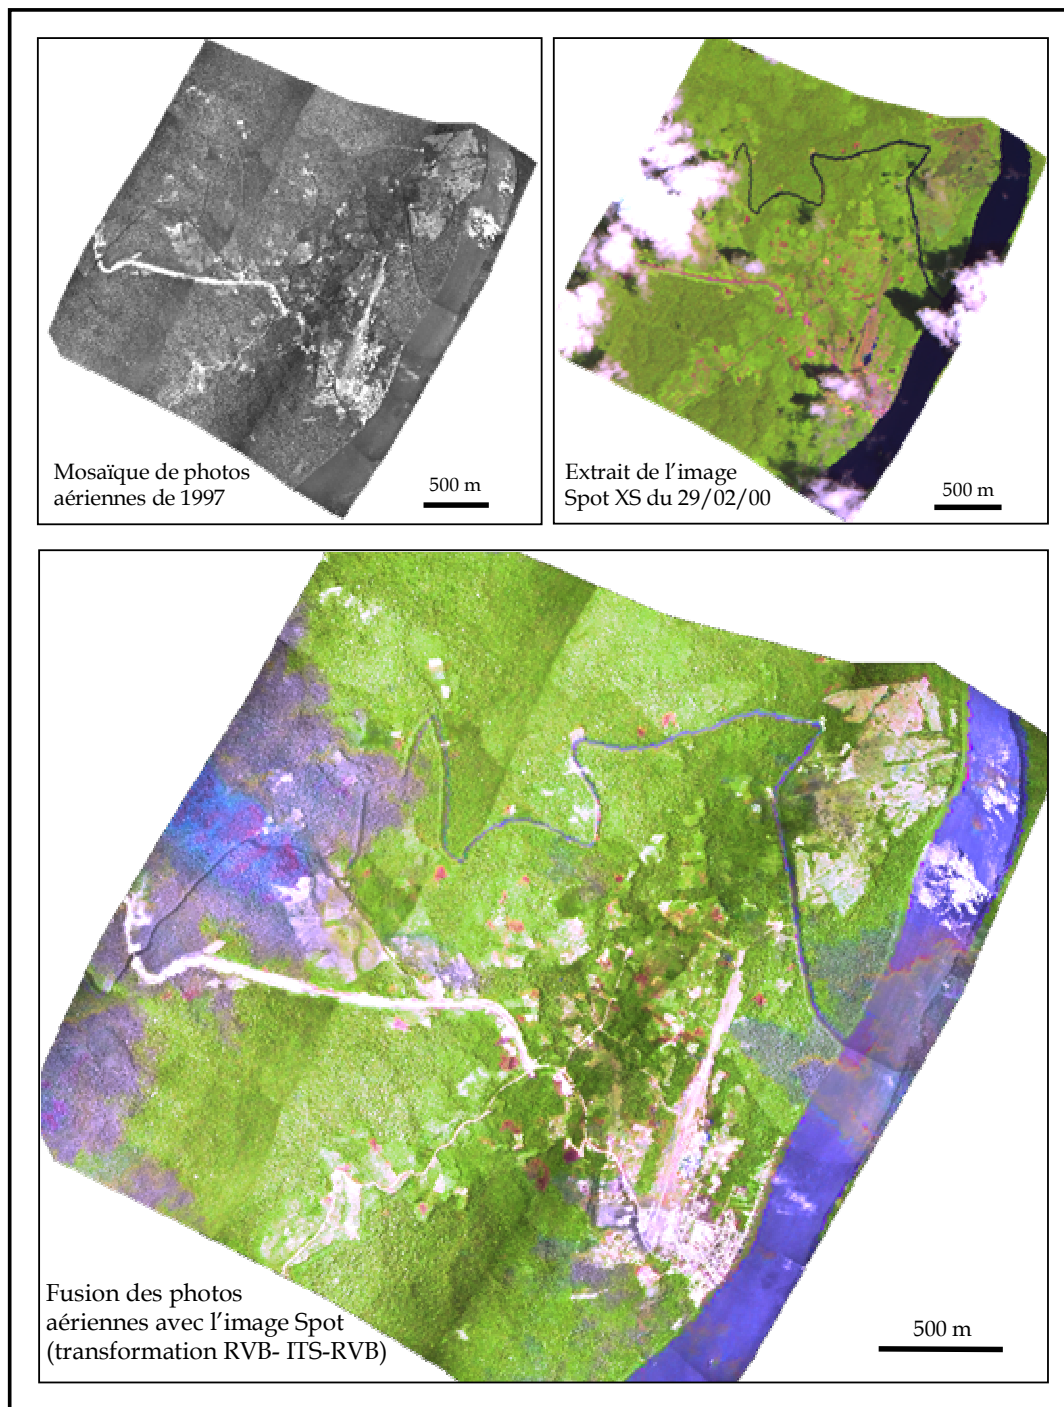 Mosaïque de photos
aériennes de 1997
500 m
Extrait de l'image
Spot XS du 29/02/00
500 m
Fusion des photos
aériennes avec l'image Spot
(transformation RVB- ITS-RVB)
500 m